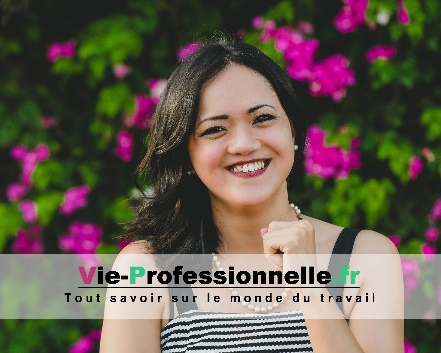 Vie-Professionnelle.fr
Tout savoir sur le monde du travail